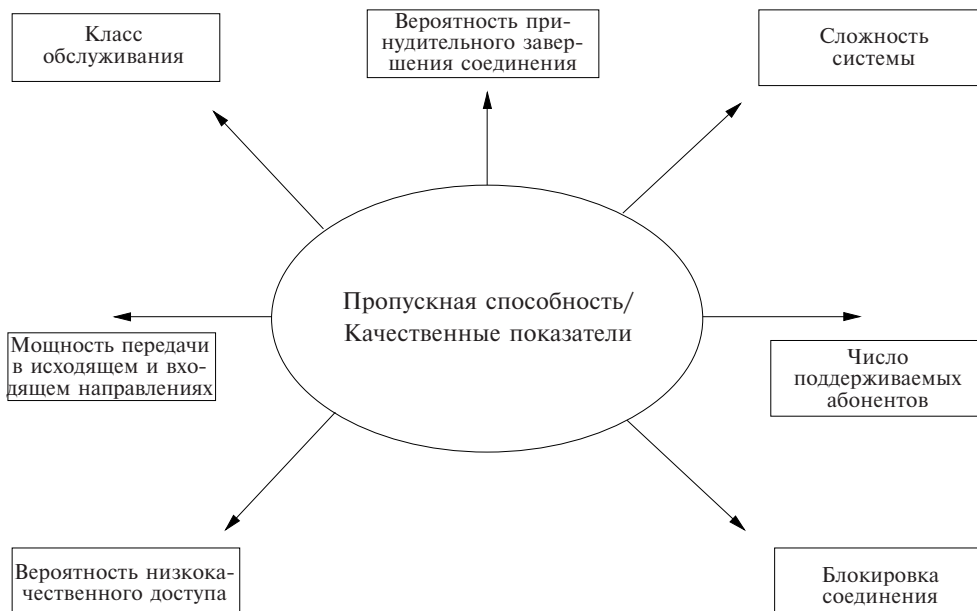 Класс
обслуживания
Вероятность при-
нудительного завер-
шения соединения
Сложность
системы
Пропускная способность/
Качественные показатели
Мощность передачи
в исходящем и вхо-
дящем направлениях
Число
поддерживаемых
абонентов
Вероятность низкока-
чественного доступа
Блокировка
соединения